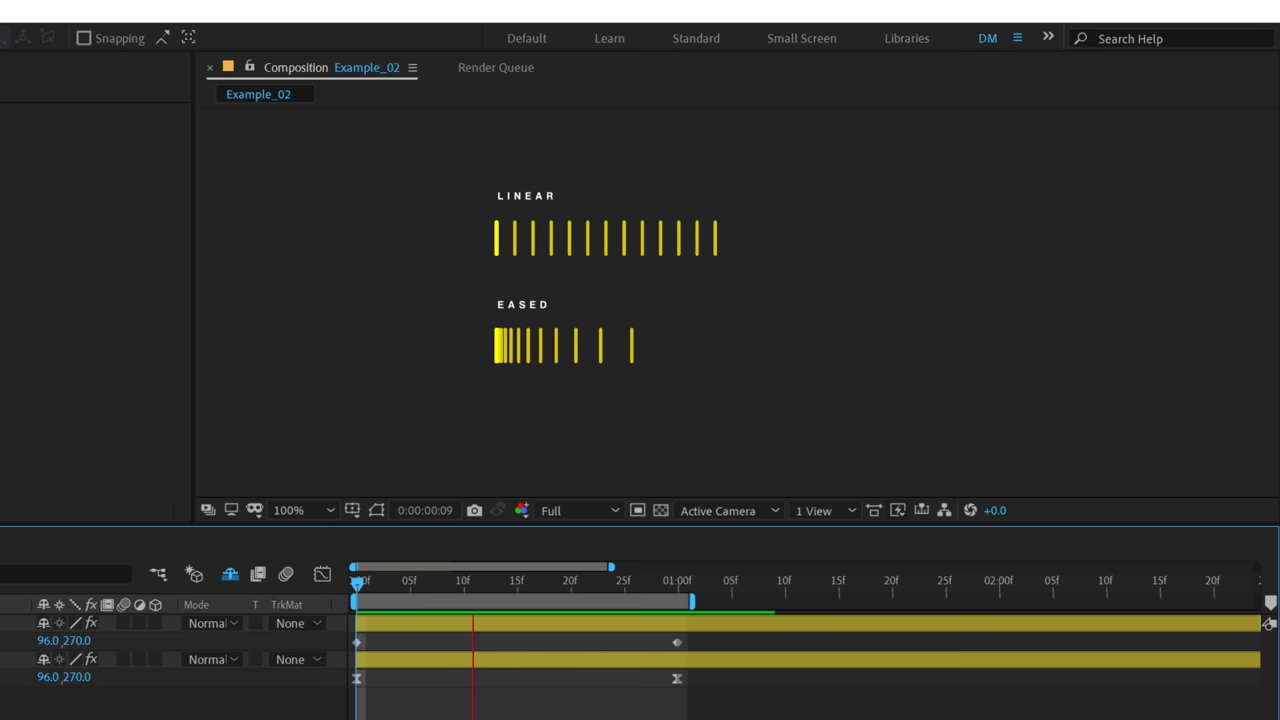 Snapping Default Learn Standard Small Screen Libraries DM Search Help
× Composition Example_02 Render Queue
Example_02
LINEAR
EASED
100% 0:00:00:09 Full Active Camera 1 View +0.0
05f 10f 15f 20f 25f 01:00f 05f 10f 15f 20f 25f 02:00f 05f 10f 15f 20f
fx Mode T TrkMat
fx Normal None
96.0,270.0
fx Normal None
96.0,270.0